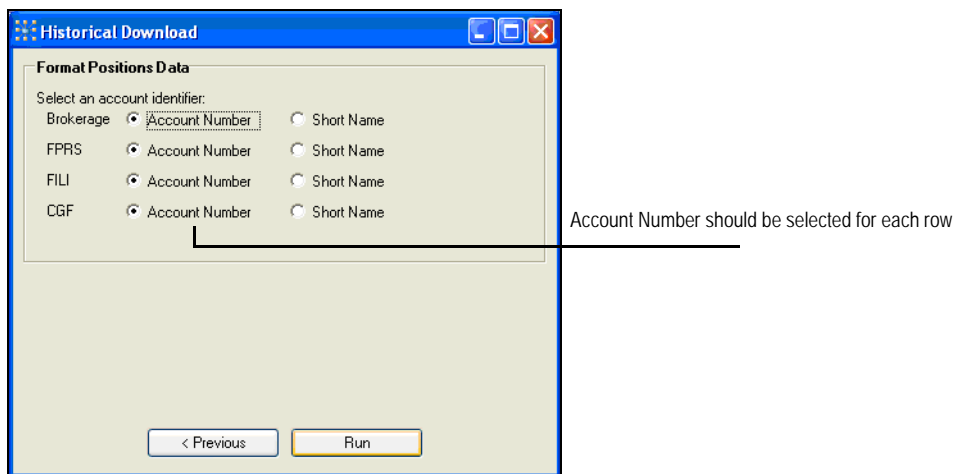 Historical Download
Format Positions Data
Select an account identifier:
Brokerage Account Number Short Name
FPRS Account Number Short Name
FILI Account Number Short Name
CGF Account Number Short Name
Account Number should be selected for each row
< Previous Run